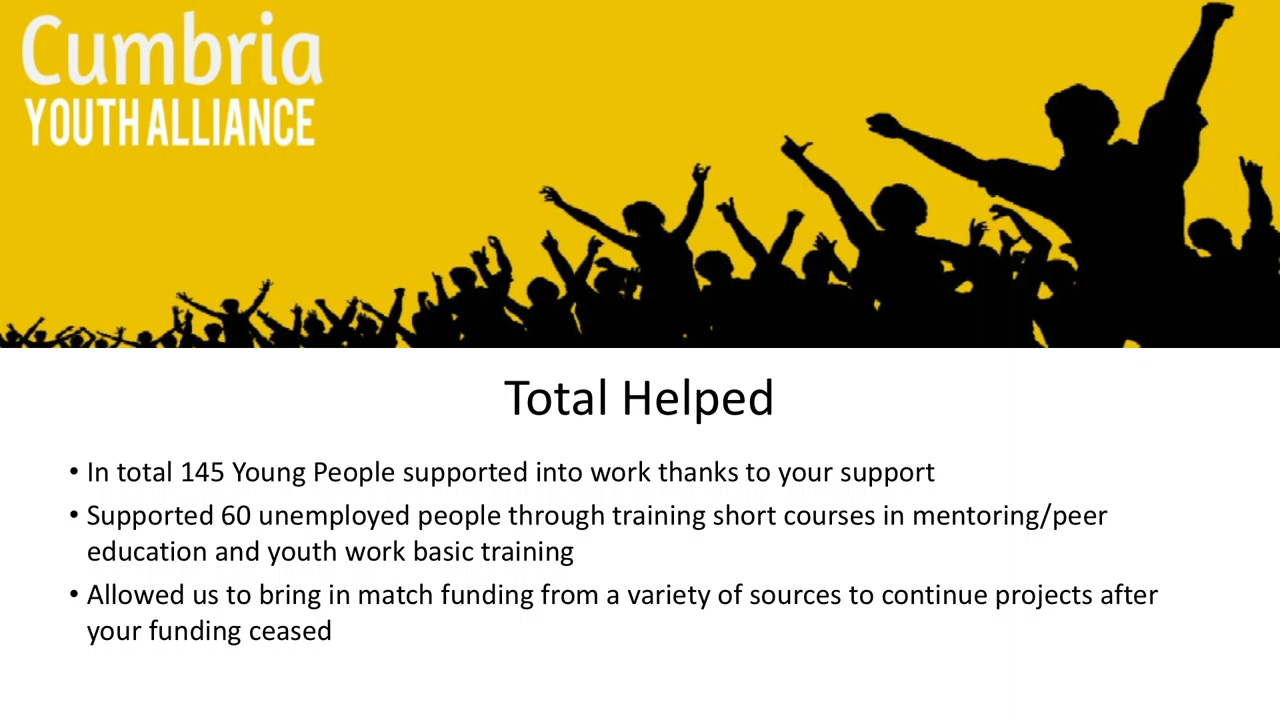 Cumbria
YOUTH ALLIANCE
Total Helped
• In total 145 Young People supported into work thanks to your support
• Supported 60 unemployed people through training short courses in mentoring/peer
education and youth work basic training
• Allowed us to bring in match funding from a variety of sources to continue projects after
your funding ceased